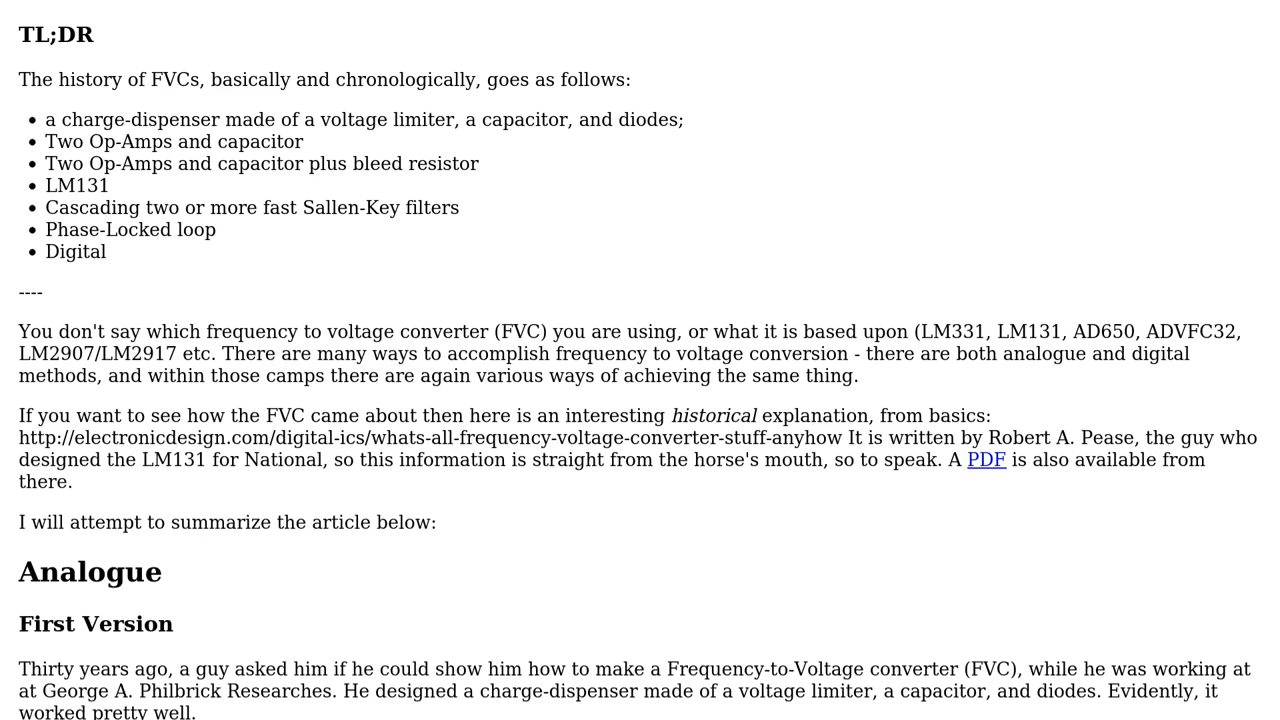 TL;DR
The history of FVCs, basically and chronologically, goes as follows:
• a charge-dispenser made of a voltage limiter, a capacitor, and diodes;
• Two Op-Amps and capacitor
• Two Op-Amps and capacitor plus bleed resistor
• LM131
• Cascading two or more fast Sallen-Key filters
• Phase-Locked loop
• Digital
----
You don't say which frequency to voltage converter (FVC) you are using, or what it is based upon (LM331, LM131, AD650, ADVFC32,
LM2907/LM2917 etc. There are many ways to accomplish frequency to voltage conversion - there are both analogue and digital
methods, and within those camps there are again various ways of achieving the same thing.
If you want to see how the FVC came about then here is an interesting historical explanation, from basics:
http://electronicdesign.com/digital-ics/whats-all-frequency-voltage-converter-stuff-anyhow It is written by Robert A. Pease, the guy who
designed the LM131 for National, so this information is straight from the horse's mouth, so to speak. A PDF is also available from
there.
I will attempt to summarize the article below:
Analogue
First Version
Thirty years ago, a guy asked him if he could show him how to make a Frequency-to-Voltage converter (FVC), while he was working at
at George A. Philbrick Researches. He designed a charge-dispenser made of a voltage limiter, a capacitor, and diodes. Evidently, it
worked pretty well.